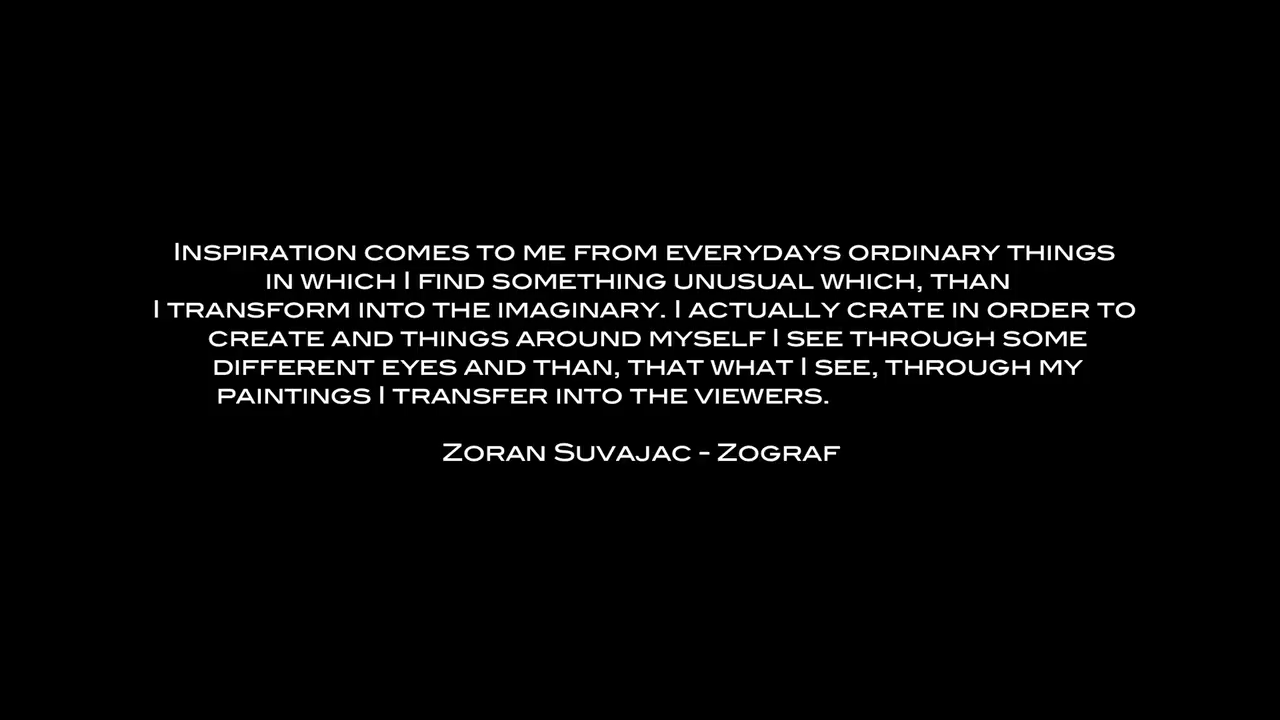 Inspiration comes to me from everydays ordinary things
in which I find something unusual which, than
I transform into the imaginary. I actually crate in order to
create and things around myself I see through some
different eyes and than, that what I see, through my
paintings I transfer into the viewers.
Zoran Suvajac - Zograf